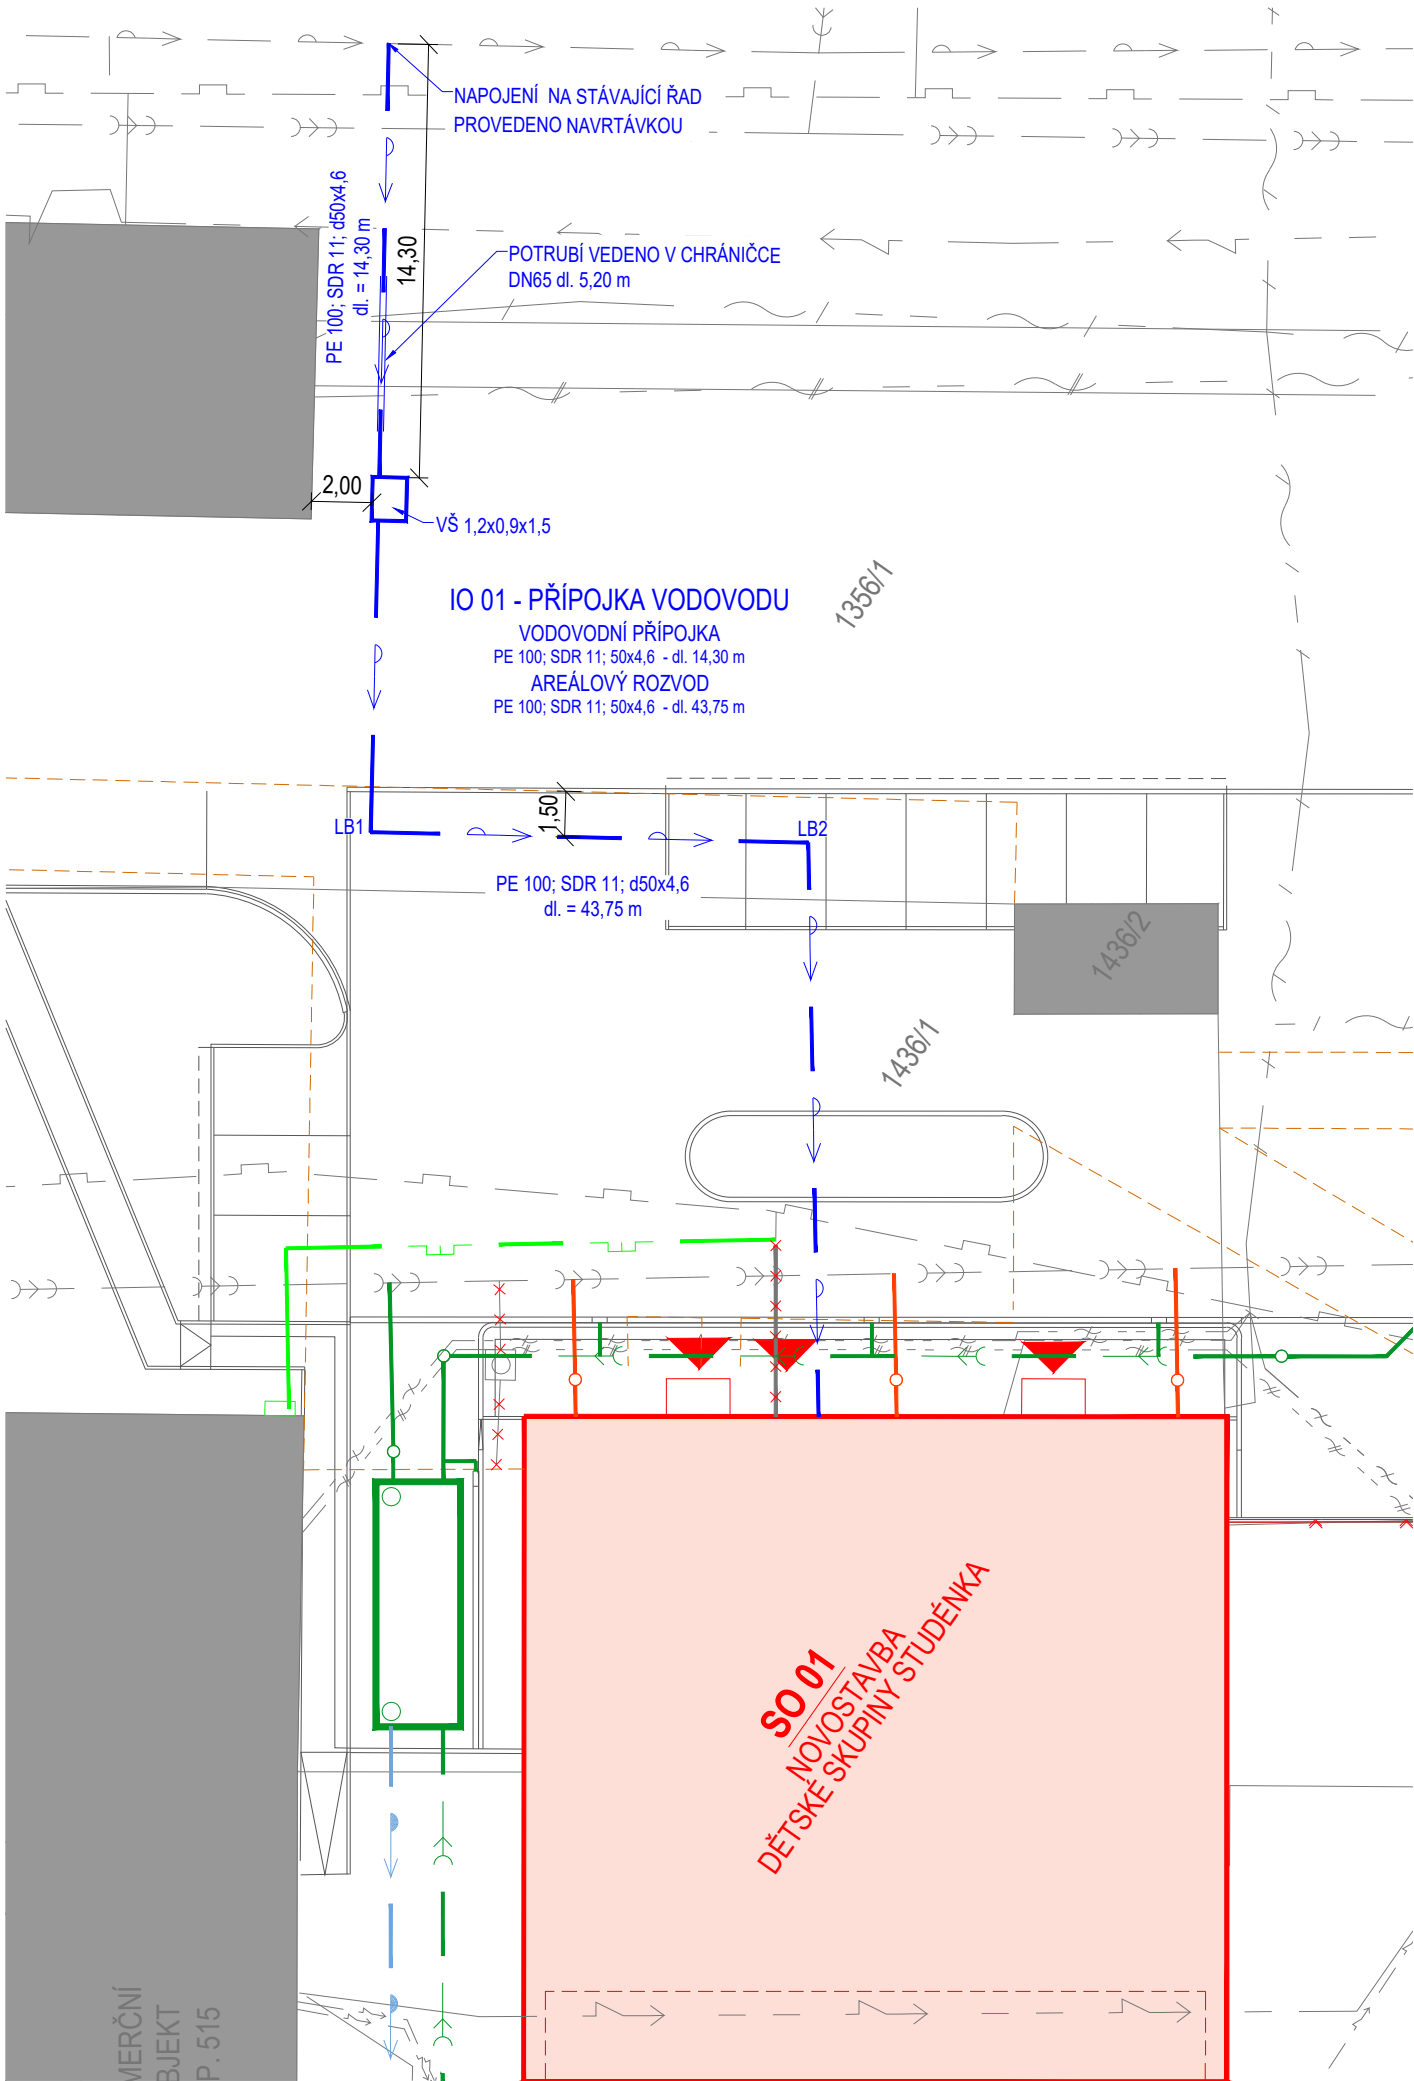 NAPOJENÍ NA STÁVAJÍCÍ ŘAD
PROVEDENO NAVRTÁVKOU
PE 100; SDR 11; d50x4,6
dl. = 14,30 m
14,30
POTRUBÍ VEDENO V CHRÁNIČCE
DN65 dl. 5,20 m
2,00
VŠ 1,2x0,9x1,5
IO 01 - PŘÍPOJKA VODOVODU
VODOVODNÍ PŘÍPOJKA
PE 100; SDR 11; 50x4,6 - dl. 14,30 m
AREÁLOVÝ ROZVOD
PE 100; SDR 11; 50x4,6 - dl. 43,75 m
1356/1
LB1
1,50
LB2
PE 100; SDR 11; d50x4,6
dl. = 43,75 m
1436/2
1436/1
SO 01
NOVOSTAVBA
DĚTSKÉ SKUPINY STUDÉNKA
MERČNÍ
BJEKT
P. 515